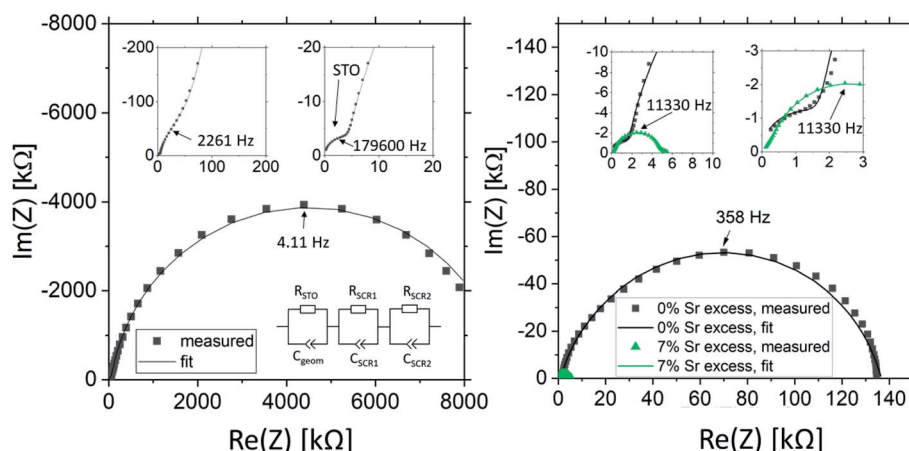 -8000
-6000
-4000
-2000
0
Im(Z) [kΩ]
0
2000
4000
6000
8000
Re(Z) [kΩ]
-200
-100
0
0
100
200
2261 Hz
-20
-10
0
0
10
20
STO
179600 Hz
4.11 Hz
R_STO
R_SCR1
R_SCR2
C_geom
C_SCR1
C_SCR2
measured
fit
-140
-120
-100
-80
-60
-40
-20
0
Im(Z) [kΩ]
0 20 40 60 80 100 120 140
Re(Z) [kΩ]
-10
-8
-6
-4
-2
0
0 2 4 6 8 10
11330 Hz
-3
-2
-1
0
0 1 2 3
11330 Hz
358 Hz
0% Sr excess, measured
0% Sr excess, fit
7% Sr excess, measured
7% Sr excess, fit